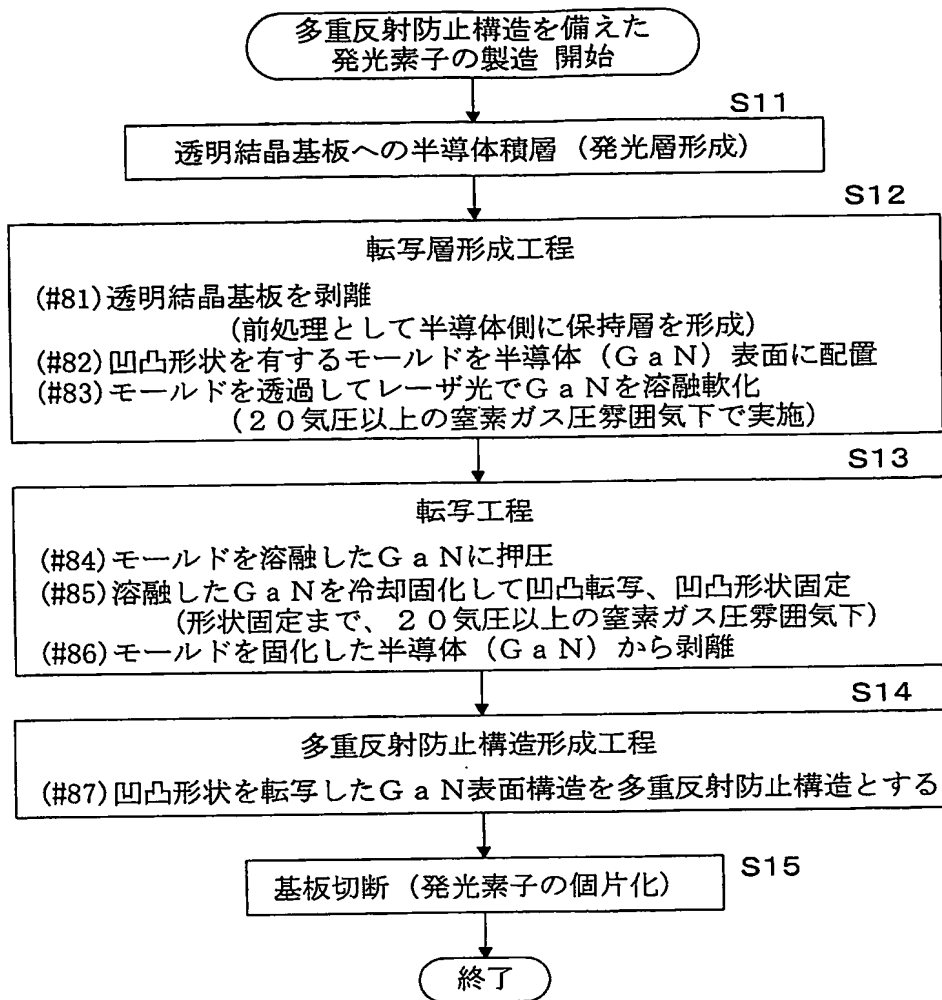 多重反射防止構造を備えた
発光素子の製造 開始
S11
透明結晶基板への半導体積層（発光層形成）
S12
転写層形成工程
(#81)透明結晶基板を剥離
(前処理として半導体側に保持層を形成)
(#82)凹凸形状を有するモールドを半導体（GaN）表面に配置
(#83)モールドを透過してレーザ光でGaNを溶融軟化
(20気圧以上の窒素ガス圧雰囲気下で実施)
S13
転写工程
(#84)モールドを溶融したGaNに押圧
(#85)溶融したGaNを冷却固化して凹凸転写、凹凸形状固定
(形状固定まで、20気圧以上の窒素ガス圧雰囲気下)
(#86)モールドを固化した半導体（GaN）から剥離
S14
多重反射防止構造形成工程
(#87)凹凸形状を転写したGaN表面構造を多重反射防止構造とする
S15
基板切断（発光素子の個片化）
終了